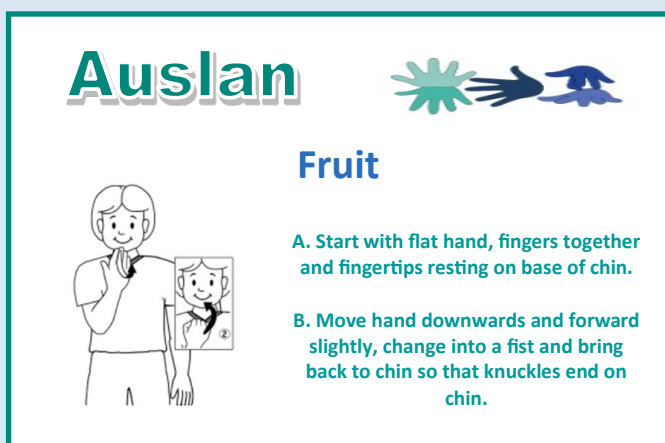 Auslan
Fruit
A. Start with flat hand, fingers together
and fingertips resting on base of chin.
B. Move hand downwards and forward
slightly, change into a fist and bring
back to chin so that knuckles end on
chin.
2